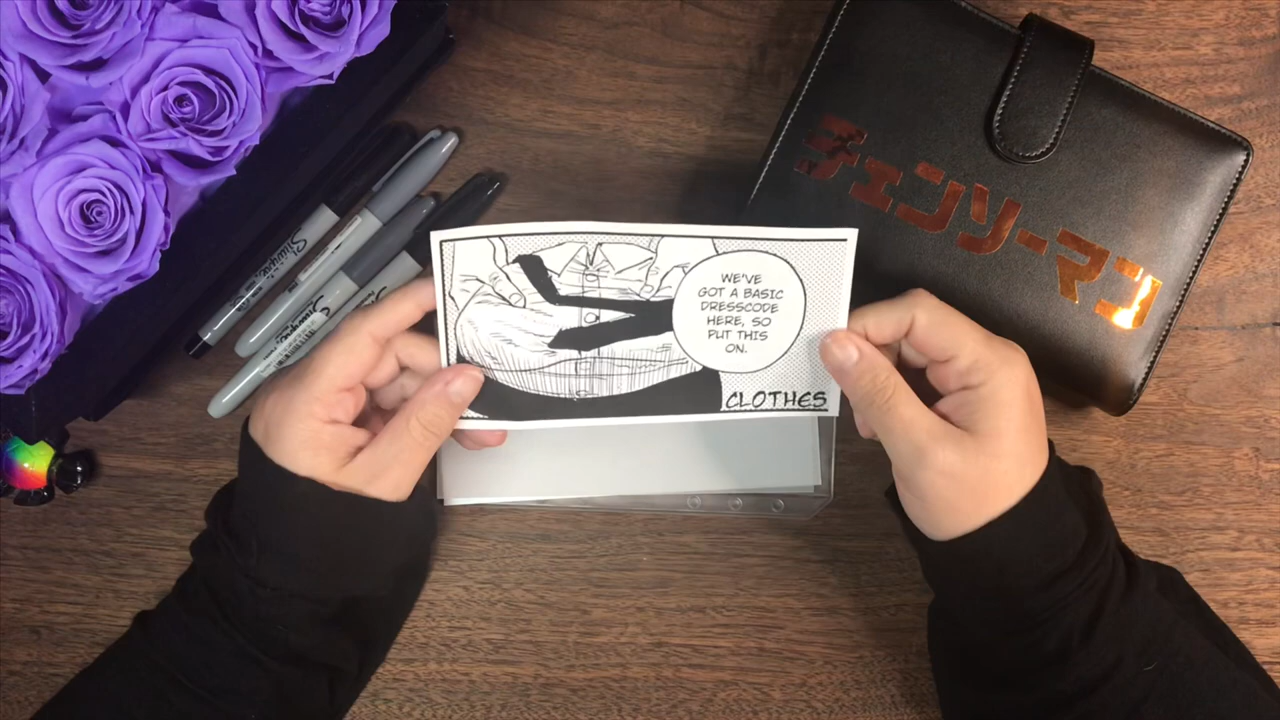 チェンソーマン
WE'VE
GOT A BASIC
DRESSCODE
HERE, SO
PUT THIS
ON.
CLOTHES
Sharpie
Sharpie